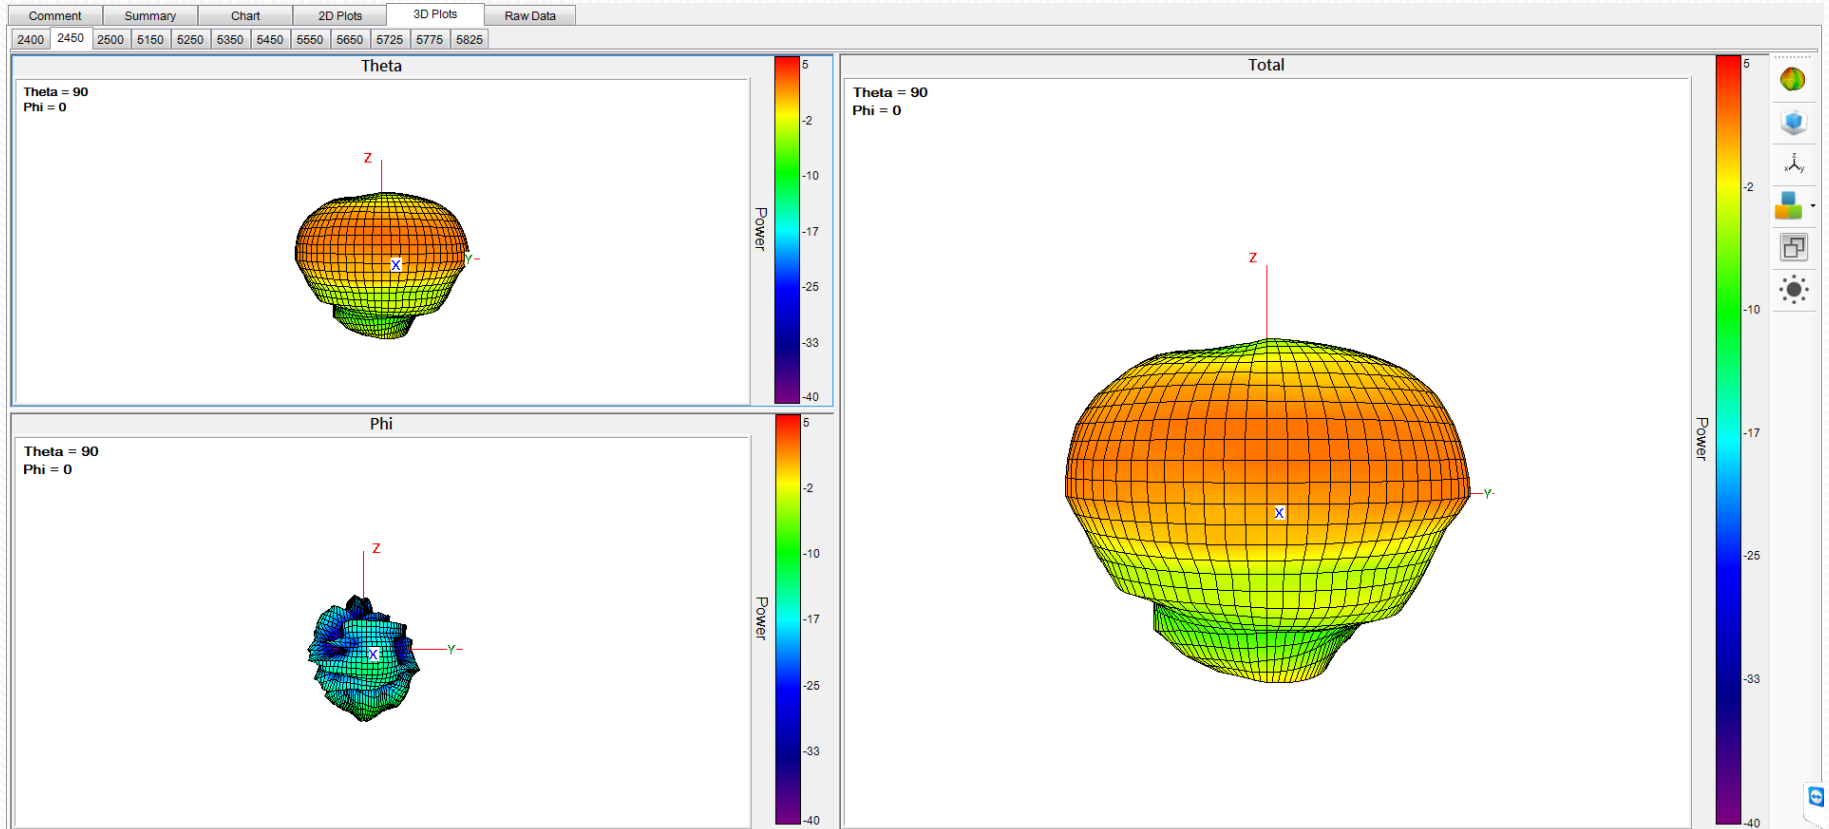 Comment Summary Chart 2D Plots 3D Plots Raw Data
2400 2450 2500 5150 5250 5350 5450 5550 5650 5725 5775 5825
Theta
Theta = 90
Phi = 0
Z
X
Y
5
-2
-10
-17
-25
-33
-40
Power
Phi
Theta = 90
Phi = 0
Z
X
Y
5
-2
-10
-17
-25
-33
-40
Power
Total
Theta = 90
Phi = 0
Z
X
Y
5
-2
-10
-17
-25
-33
-40
Power
z
x y